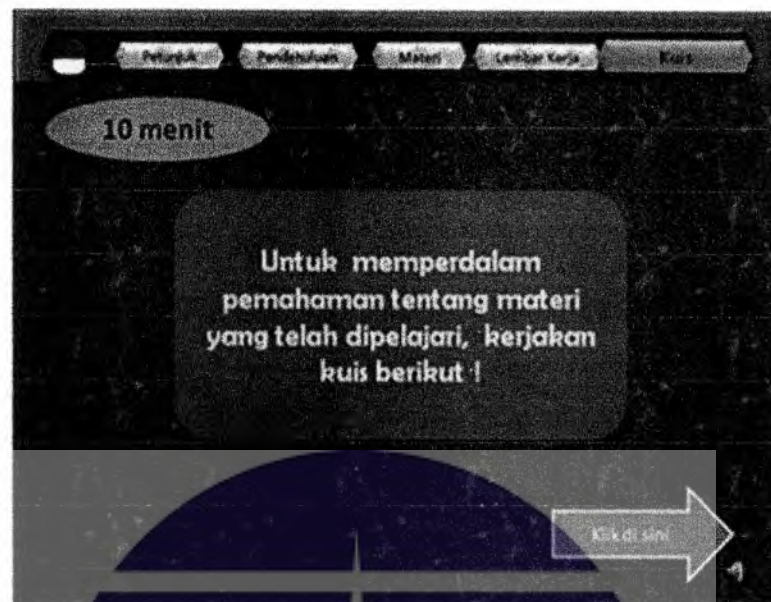 Petunjuk
Pendahuluan
Materi
Lembar Kerja
Kuis
10 menit
Untuk memperdalam
pemahaman tentang materi
yang telah dipelajari, kerjakan
kuis berikut !
Klik di sini